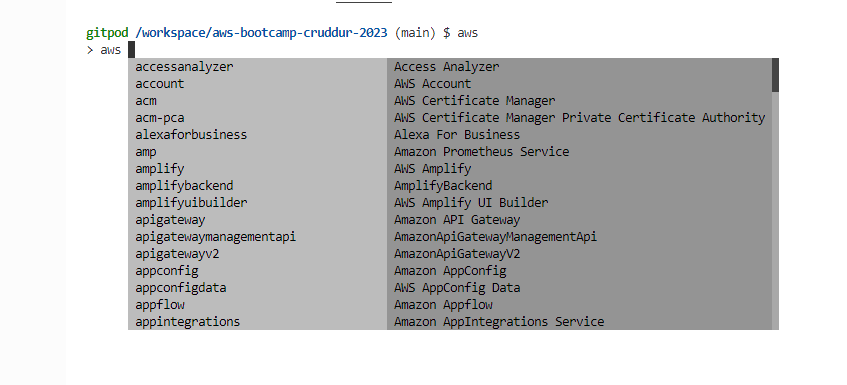 gitpod /workspace/aws-bootcamp-cruddur-2023 (main) $ aws
> aws
accessanalyzer Access Analyzer
account AWS Account
acm AWS Certificate Manager
acm-pca AWS Certificate Manager Private Certificate Authority
alexaforbusiness Alexa For Business
amp Amazon Prometheus Service
amplify AWS Amplify
amplifybackend AmplifyBackend
amplifyuibuilder AWS Amplify UI Builder
apigateway Amazon API Gateway
apigatewaymanagementapi AmazonApiGatewayManagementApi
apigatewayv2 AmazonApiGatewayV2
appconfig Amazon AppConfig
appconfigdata AWS AppConfig Data
appflow Amazon Appflow
appintegrations Amazon AppIntegrations Service